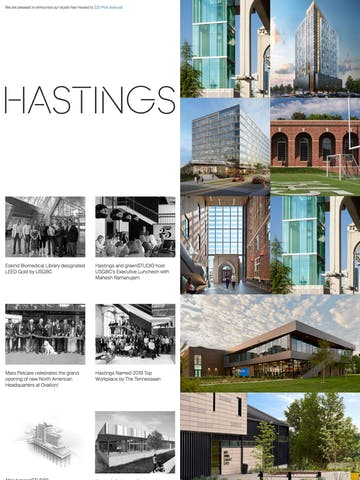 We are pleased to announce our studio has moved to 225 Polk Avenue!
HASTINGS
Eskind Biomedical Library designated
LEED Gold by USGBC
Hastings and greenSTUDIO host
USGBC's Executive Luncheon with
Mahesh Ramanujam
Mars Petcare celebrates the grand
opening of new North American
Headquarters at Ovation!
Hastings Named 2019 Top
Workplace by The Tennessean